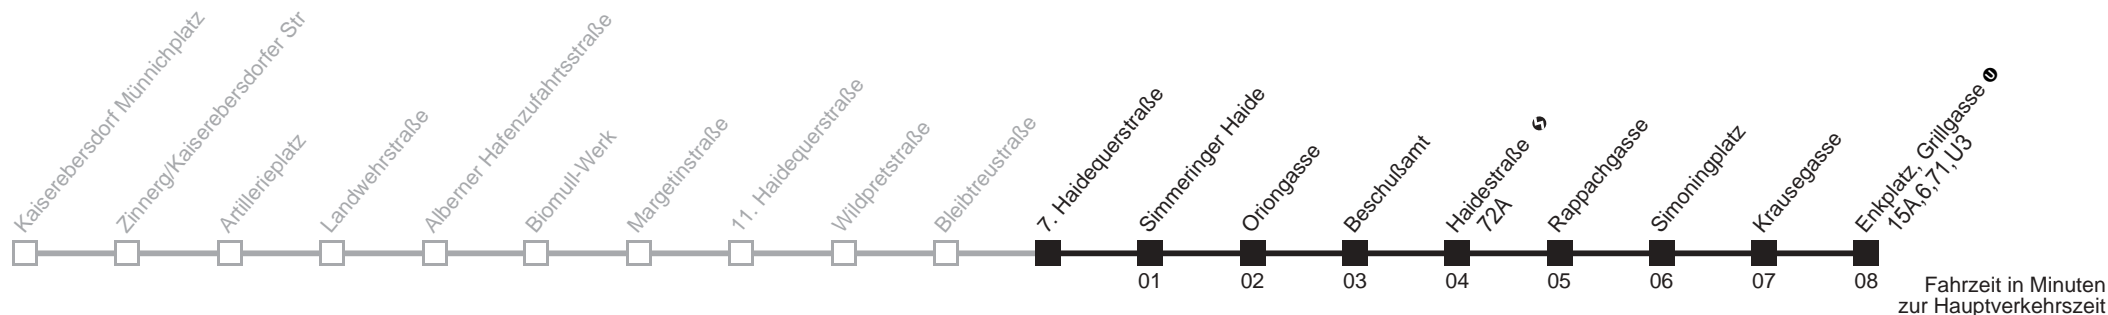 Kaiserebersdorf Münnichplatz
Zinnerg/Kaiserebersdorfer Str
Artillerieplatz
Landwehrstraße
Alberner Hafenzufahrtsstraße
Biomull-Werk
Margetinstraße
11. Haidequerstraße
Wildpretstraße
Bleibtreustraße
7. Haidequerstraße
Simmeringer Haide
Oriongasse
Beschußamt
Haidestraße
72A
Rappachgasse
Simoningplatz
Krausegasse
Enkplatz, Grillgasse U
15A,6,71,U3
01 02 03 04 05 06 07 08
Fahrzeit in Minuten
zur Hauptverkehrszeit